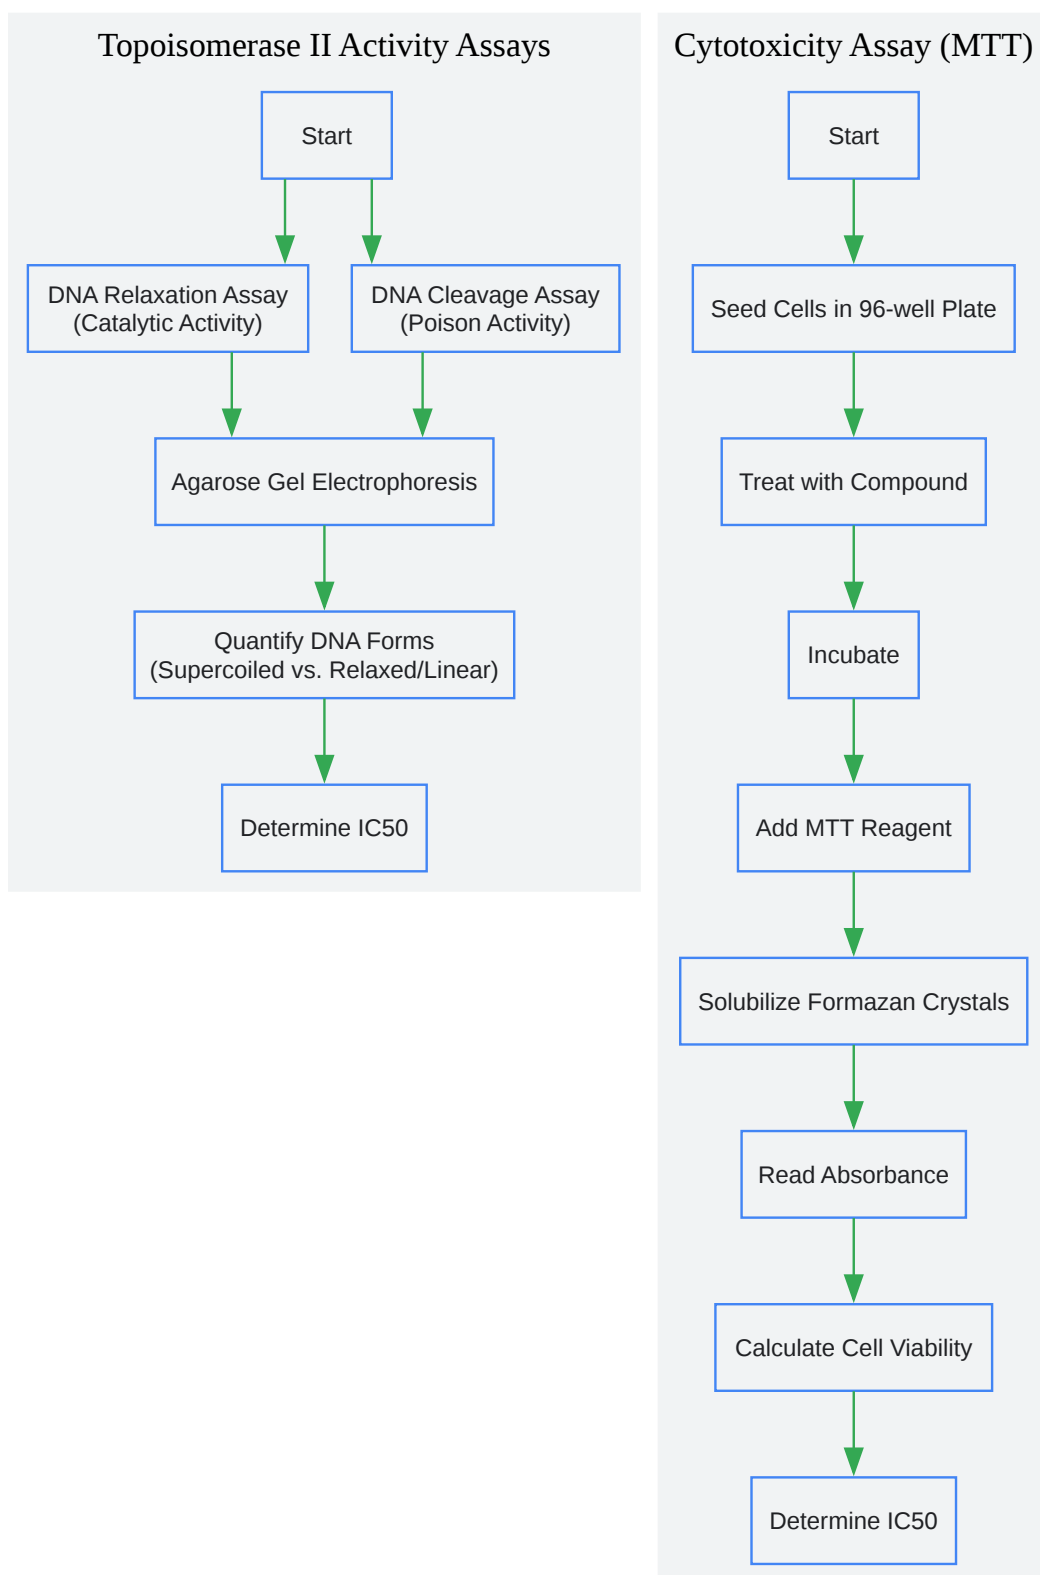 Topoisomerase II Activity Assays
Start
DNA Relaxation Assay
(Catalytic Activity)
DNA Cleavage Assay
(Poison Activity)
Agarose Gel Electrophoresis
Quantify DNA Forms
(Supercoiled vs. Relaxed/Linear)
Determine IC50
Cytotoxicity Assay (MTT)
Start
Seed Cells in 96-well Plate
Treat with Compound
Incubate
Add MTT Reagent
Solubilize Formazan Crystals
Read Absorbance
Calculate Cell Viability
Determine IC50